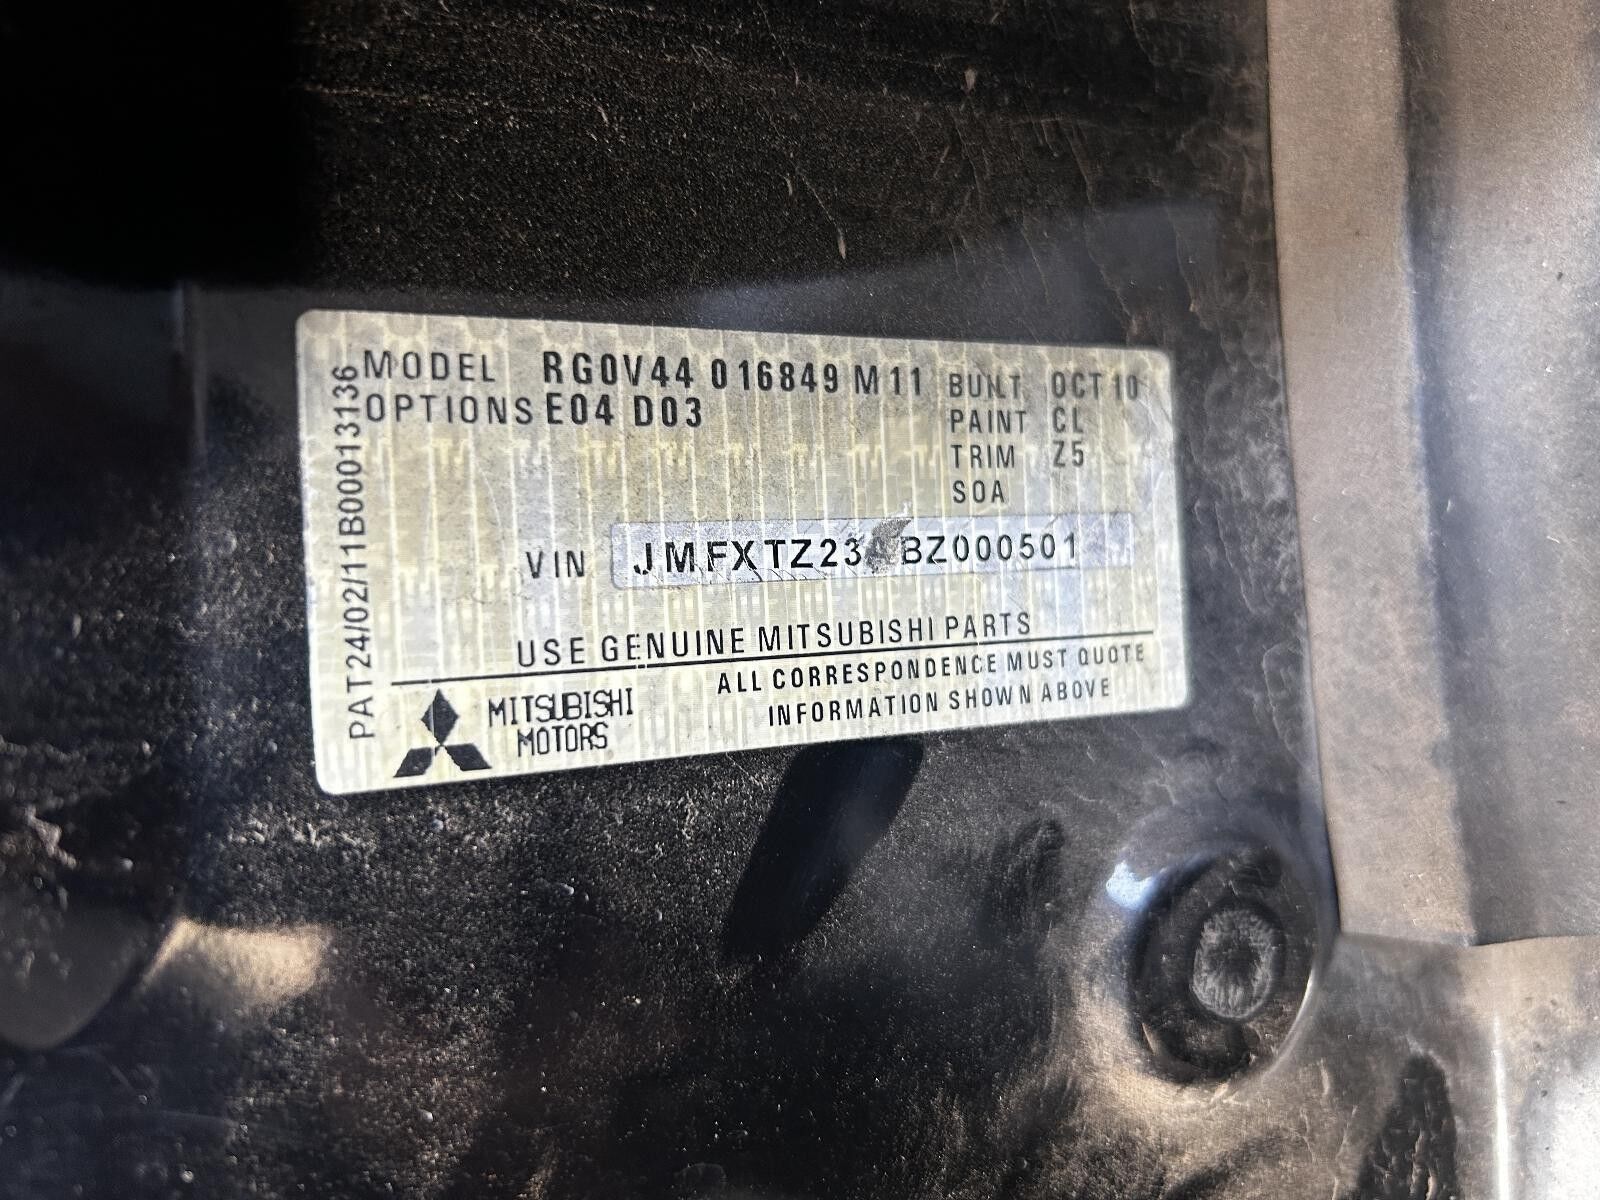 MODEL RG0V44 016849 M11 BUILT OCT 10
OPTIONS E04 D03 PAINT CL
TRIM Z5
SOA
VIN
USE GENUINE MITSUBISHI PARTS
ALL CORRESPONDENCE MUST QUOTE
INFORMATION SHOWN ABOVE
MITSUBISHI
MOTORS
PAT24/02/11B00013136